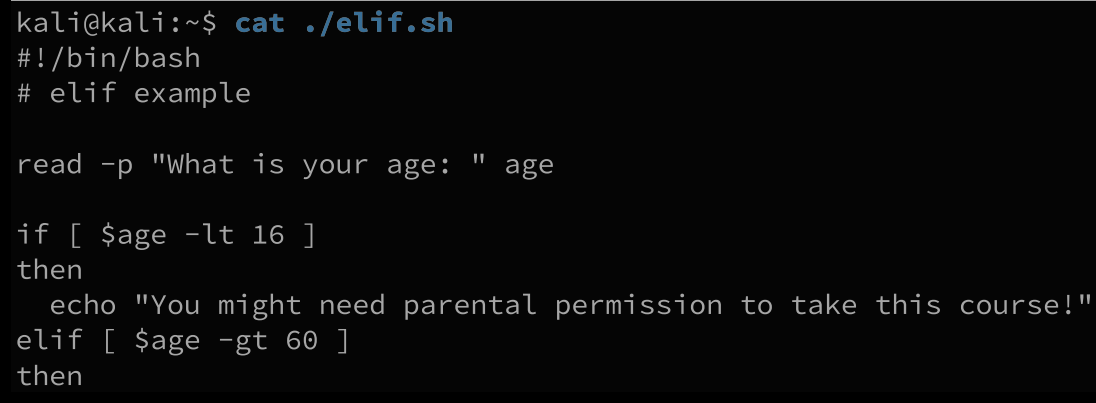 kali@kali:~$ cat ./elif.sh
#!/bin/bash
# elif example
read -p "What is your age: " age
if [ $age -lt 16 ]
then
echo "You might need parental permission to take this course!"
elif [ $age -gt 60 ]
then